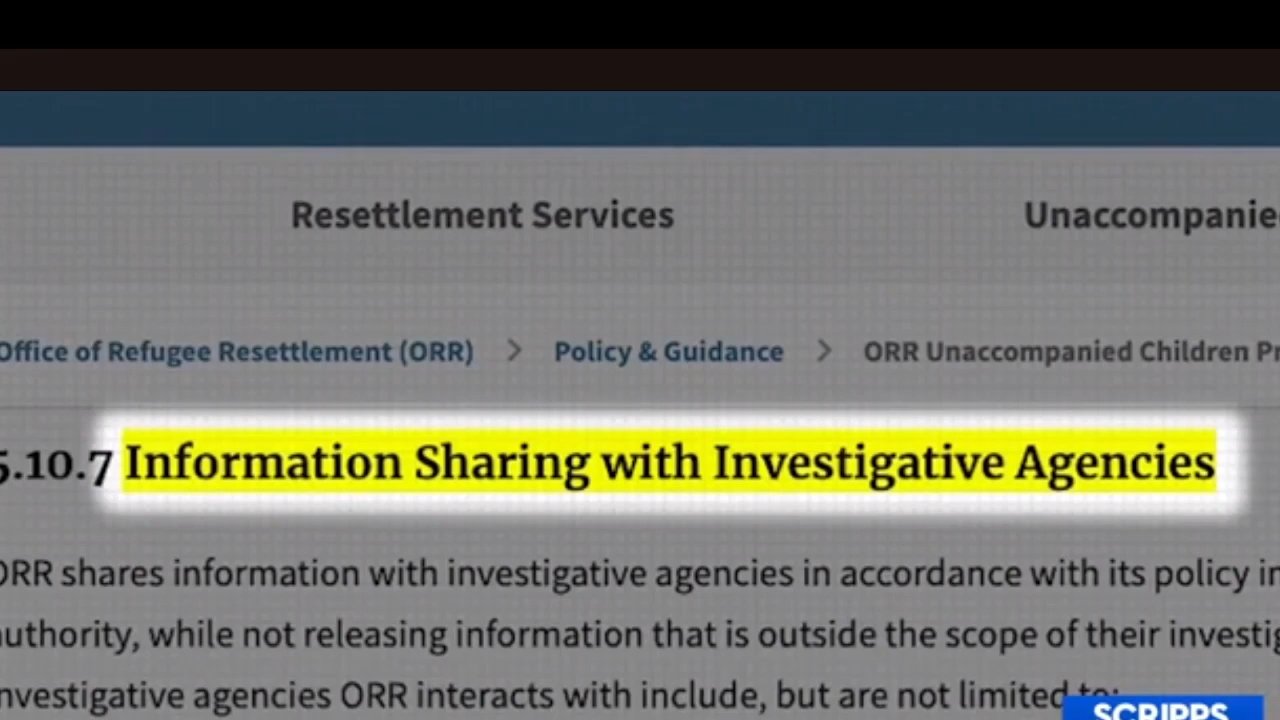 Resettlement Services Unaccompanie
Office of Refugee Resettlement (ORR) > Policy & Guidance > ORR Unaccompanied Children Pr
5.10.7 Information Sharing with Investigative Agencies
ORR shares information with investigative agencies in accordance with its policy in
authority, while not releasing information that is outside the scope of their investig
nvestigative agencies ORR interacts with include, but are not limited to:
SCRIPPS